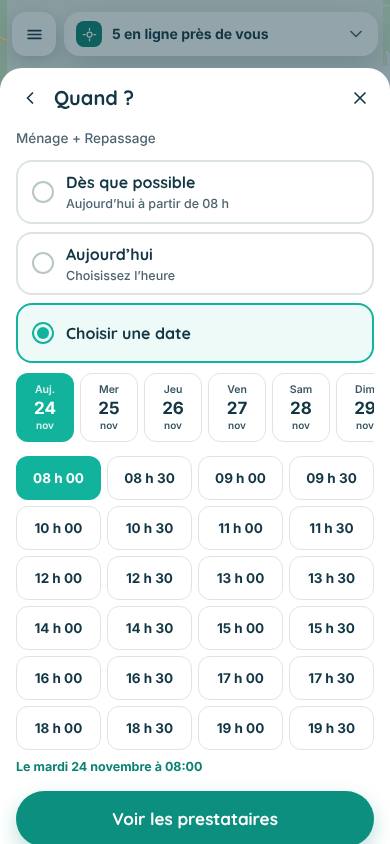 5 en ligne près de vous
Quand ?
Ménage + Repassage
Dès que possible
Aujourd’hui à partir de 08 h
Aujourd’hui
Choisissez l’heure
Choisir une date
Auj. Mer Jeu Ven Sam Dim
24 25 26 27 28 29
nov nov nov nov nov nov
08 h 00 08 h 30 09 h 00 09 h 30
10 h 00 10 h 30 11 h 00 11 h 30
12 h 00 12 h 30 13 h 00 13 h 30
14 h 00 14 h 30 15 h 00 15 h 30
16 h 00 16 h 30 17 h 00 17 h 30
18 h 00 18 h 30 19 h 00 19 h 30
Le mardi 24 novembre à 08:00
Voir les prestataires